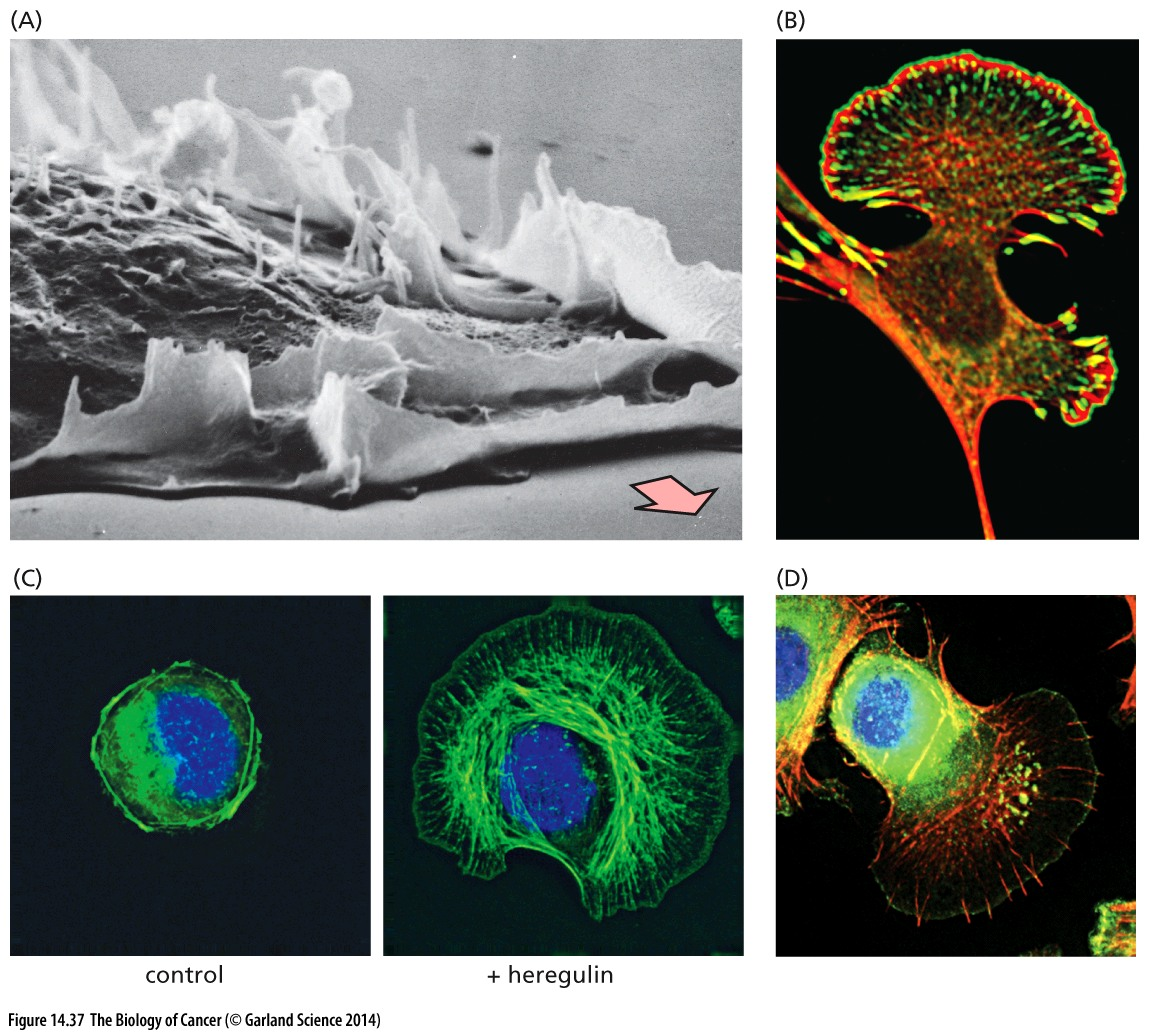 (A)
(B)
(C)
(D)
control
+ heregulin
Figure 14.37 The Biology of Cancer (© Garland Science 2014)